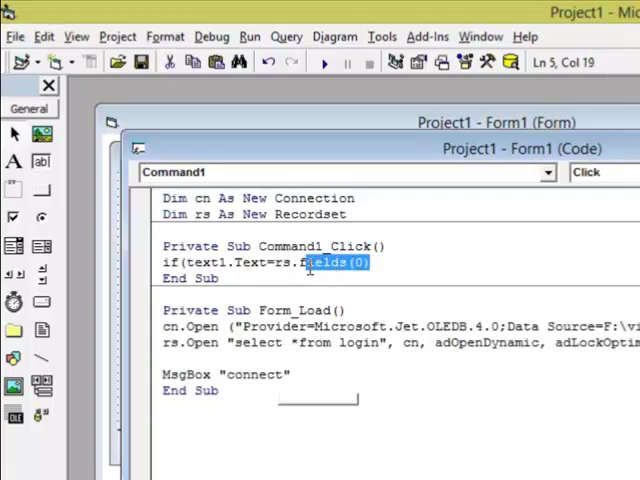 Project1 - Mic
File Edit View Project Format Debug Run Query Diagram Tools Add-Ins Window Help
Ln 5, Col 19
General
Project1 - Form1 (Form)
Project1 - Form1 (Code)
Command1 Click
Dim cn As New Connection
Dim rs As New Recordset
Private Sub Command1_Click()
if(text1.Text=rs.fields(0)
End Sub
Private Sub Form_Load()
cn.Open ("Provider=Microsoft.Jet.OLEDB.4.0;Data Source=F:\vi
rs.Open "select *from login", cn, adOpenDynamic, adLockOptim
MsgBox "connect"
End Sub